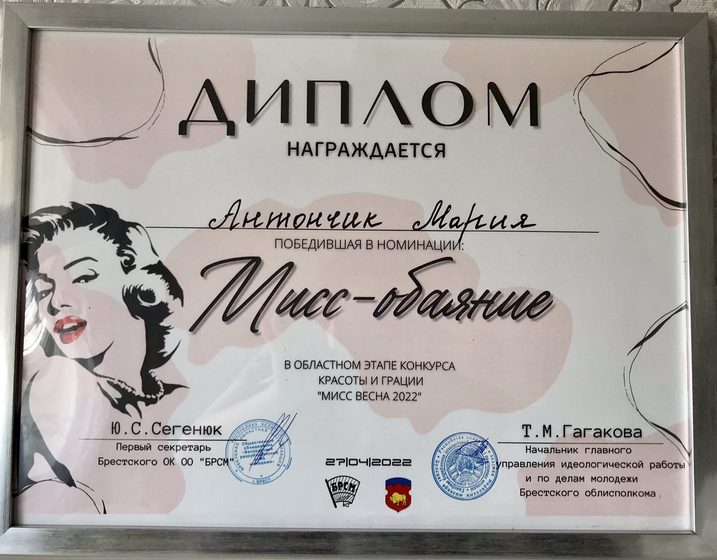 ДИПЛОМ
НАГРАЖДАЕТСЯ
Антончик Мария
ПОБЕДИВШАЯ В НОМИНАЦИИ:
Мисс-обаяние
В ОБЛАСТНОМ ЭТАПЕ КОНКУРСА
КРАСОТЫ И ГРАЦИИ
"МИСС ВЕСНА 2022"
Ю.С.Сегенюк
Первый секретарь
Брестского ОК ОО "БРСМ"
27|04|2022
БРСМ
Т.М.Гагакова
Начальник главного
управления идеологической работы
и по делам молодежи
Брестского облисполкома